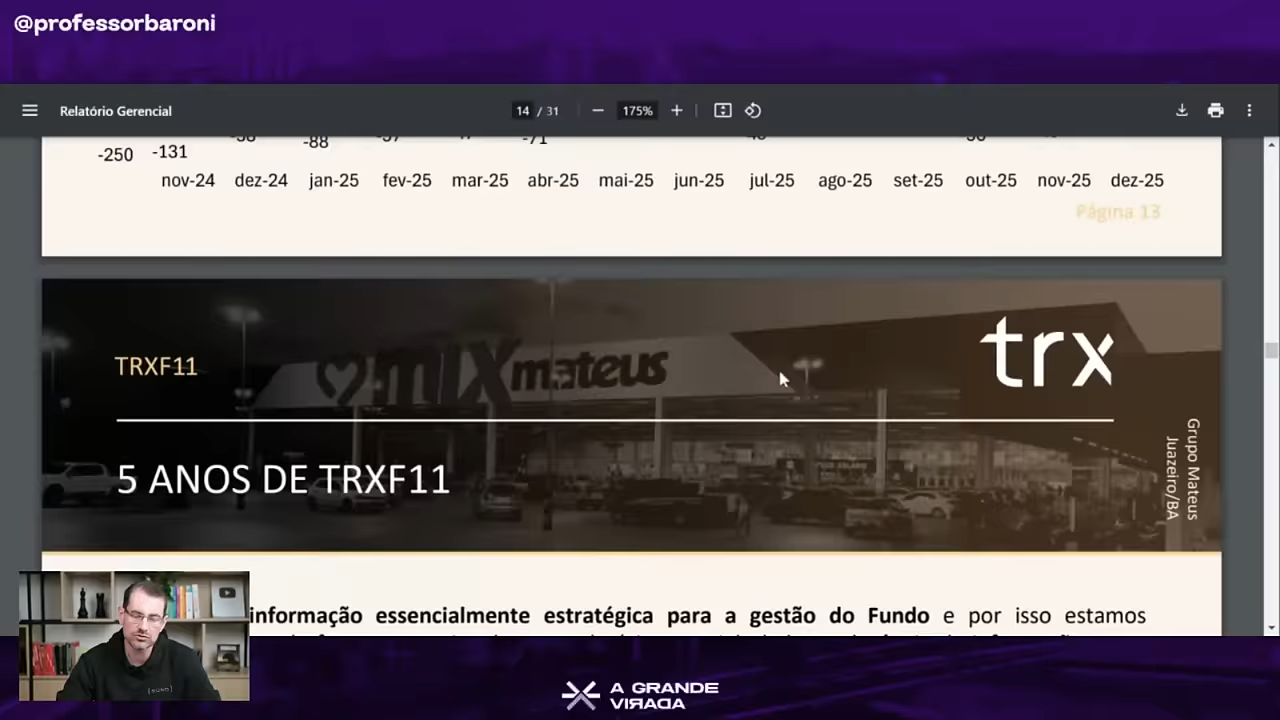 @professorbaroni
Relatório Gerencial
14 / 31
175%
-88
-71
-250 -131
nov-24 dez-24 jan-25 fev-25 mar-25 abr-25 mai-25 jun-25 jul-25 ago-25 set-25 out-25 nov-25 dez-25
Página 13
TRXF11
mix mateus
trx
5 ANOS DE TRXF11
Grupo Mateus
Juazeiro/BA
informação essencialmente estratégica para a gestão do Fundo e por isso estamos
A GRANDE
VIRADA